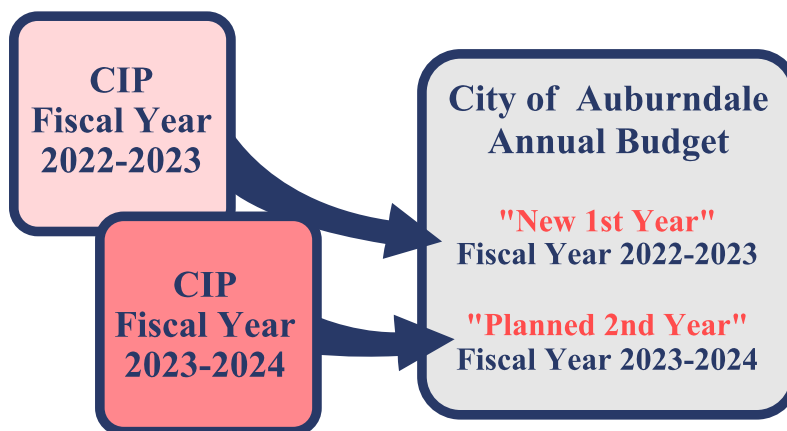 CIP
Fiscal Year
2022-2023
CIP
Fiscal Year
2023-2024
City of Auburndale
Annual Budget
"New 1st Year"
Fiscal Year 2022-2023
"Planned 2nd Year"
Fiscal Year 2023-2024